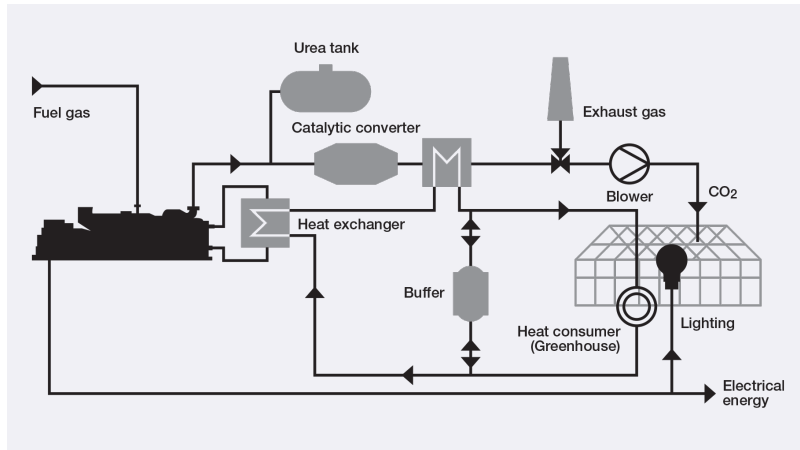 Urea tank
Fuel gas
Exhaust gas
Catalytic converter
Blower
CO2
Heat exchanger
Buffer
Heat consumer
(Greenhouse)
Lighting
Electrical
energy